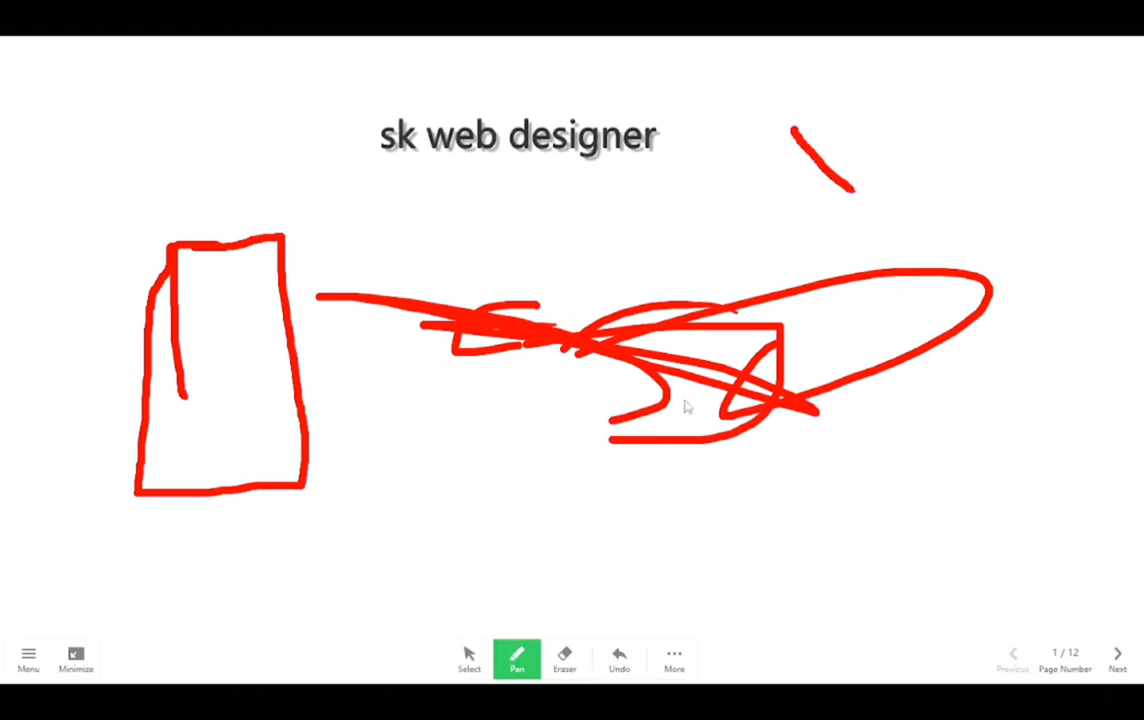 sk web designer
Menu
Minimize
Select
Pen
Eraser
Undo
More
Previous
1 / 12
Page Number
Next